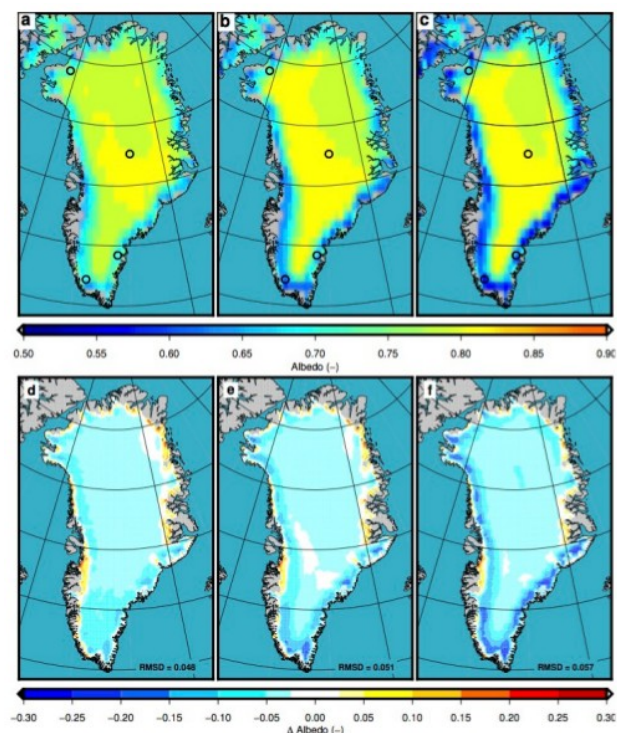 a b c
0.50 0.55 0.60 0.65 0.70 0.75 0.80 0.85 0.90
Albedo (-)
d e f
RMSD = 0.048 RMSD = 0.051 RMSD = 0.057
−0.30 −0.25 −0.20 −0.15 −0.10 −0.05 0.00 0.05 0.10 0.15 0.20 0.25 0.30
Δ Albedo (-)